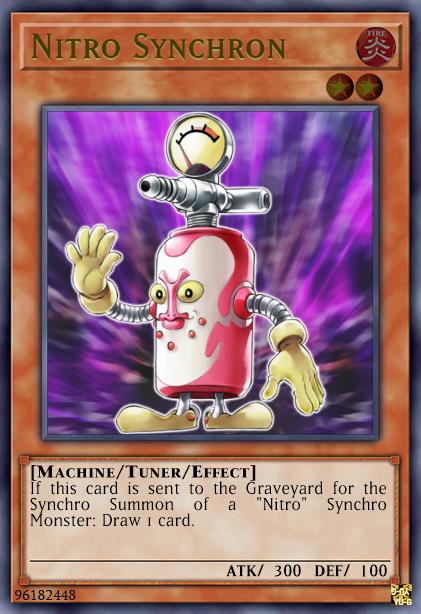 Nitro Synchron
FIRE
炎
[Machine/Tuner/Effect]
If this card is sent to the Graveyard for the
Synchro Summon of a "Nitro" Synchro
Monster: Draw 1 card.
ATK/ 300 DEF/ 100
96182448